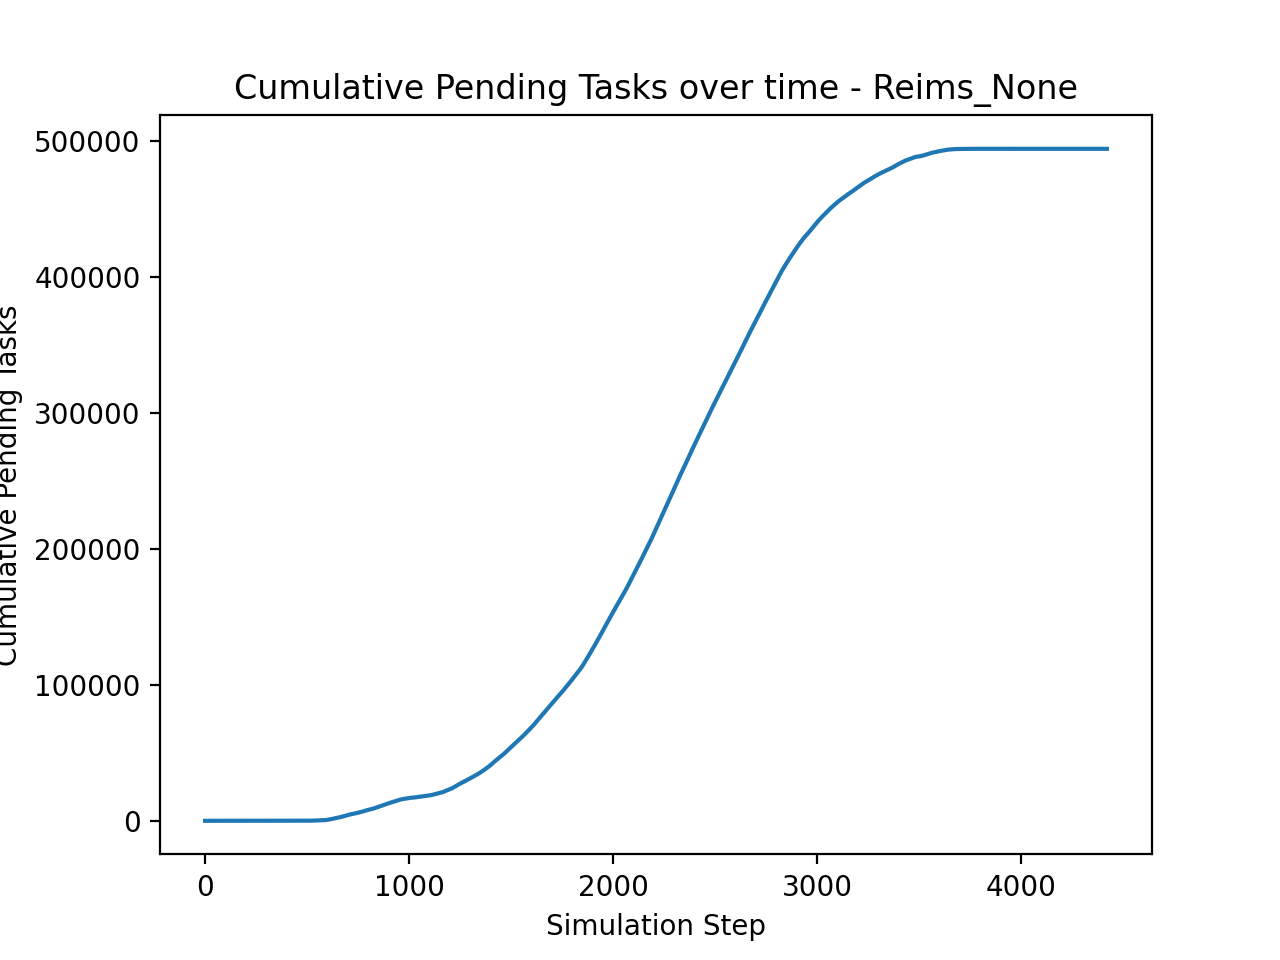 Cumulative Pending Tasks over time - Reims_None
Cumulative Pending Tasks
500000
400000
300000
200000
100000
0
0 1000 2000 3000 4000
Simulation Step